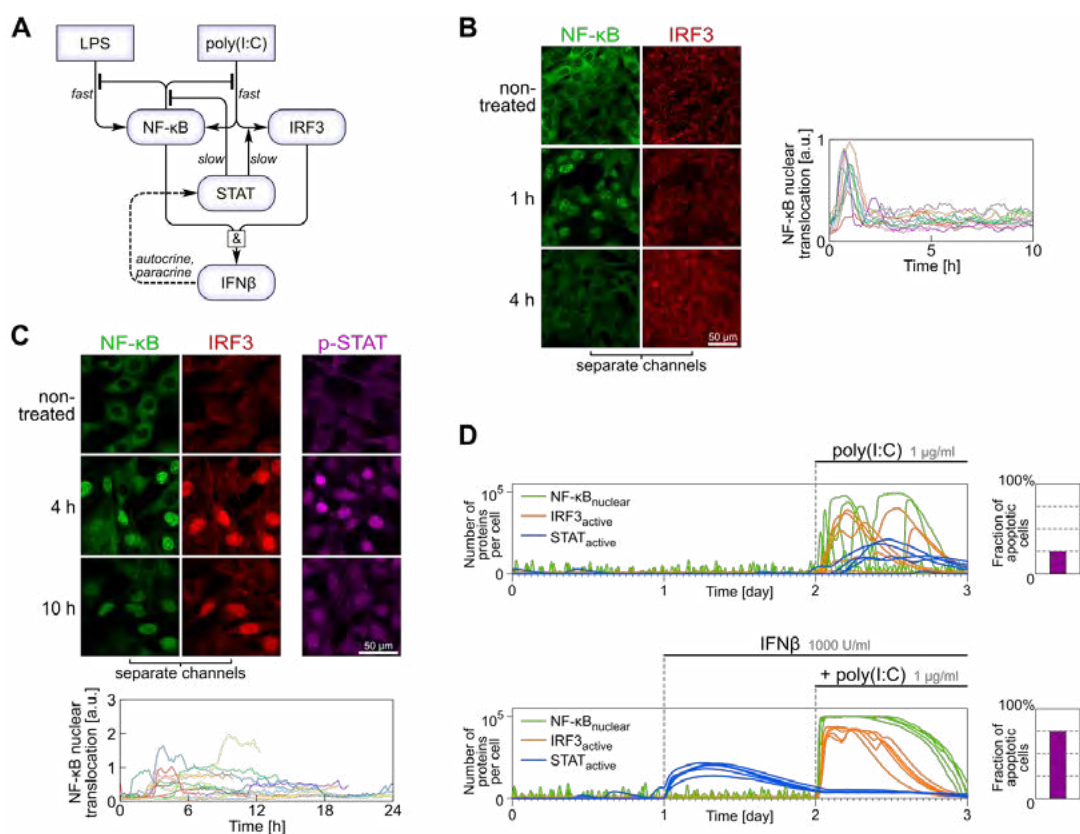 A
LPS
poly(I:C)
fast
fast
NF-κB
IRF3
slow
slow
STAT
&
autocrine,
paracrine
IFNβ
B
NF-κB
IRF3
non-
treated
1 h
4 h
50 µm
separate channels
NF-κB nuclear
translocation [a.u.]
1
0
0
5
10
Time [h]
C
NF-κB
IRF3
p-STAT
non-
treated
4 h
10 h
50 µm
separate channels
NF-κB nuclear
translocation [a.u.]
3
2
1
0
0
6
12
18
24
Time [h]
D
poly(I:C) 1 µg/ml
Number of
proteins
per cell
10⁵
0
NF-κBnuclear
IRF3active
STATactive
0
1
2
3
Time [day]
100%
0
Fraction of
apoptotic
cells
IFNβ 1000 U/ml
+ poly(I:C) 1 µg/ml
Number of
proteins
per cell
10⁵
0
NF-κBnuclear
IRF3active
STATactive
0
1
2
3
Time [day]
100%
0
Fraction of
apoptotic
cells